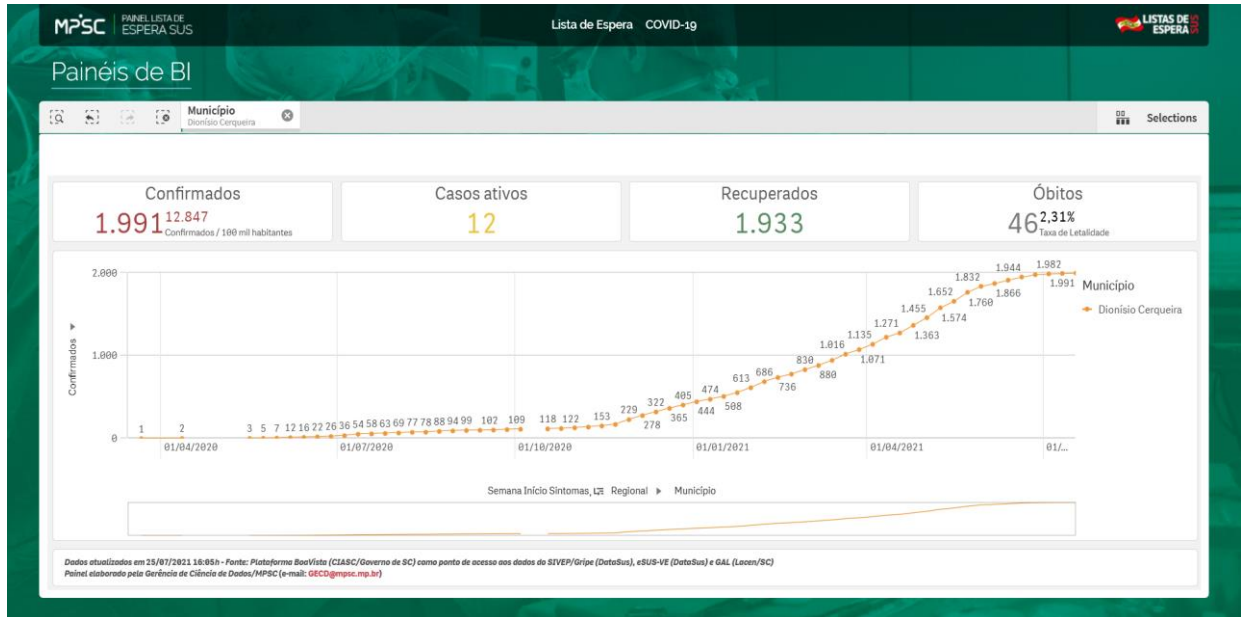 MPSC PAINEL LISTA DE
ESPERA SUS
Lista de Espera COVID-19
LISTAS DE
ESPERA SUS
Painéis de BI
Município
Dionísio Cerqueira
Selections
Confirmados
1.991 12.847
Confirmados / 100 mil habitantes
Casos ativos
12
Recuperados
1.933
Óbitos
46 2,31%
Taxa de Letalidade
Confirmados
2.000
1.000
0
1 2 3 5 7 12 16 22 26 36 54 58 63 69 77 78 88 94 99 102 109 118 122 153 229 278 322 365 405 444 474 508 613 686 736 830 880 1.016 1.071 1.135 1.271 1.363 1.455 1.574 1.652 1.760 1.832 1.866 1.944 1.982 1.991
01/04/2020 01/07/2020 01/10/2020 01/01/2021 01/04/2021 01/...
Município
Dionísio Cerqueira
Semana Início Sintomas, Regional Município
Dados atualizados em 25/07/2021 16:05h - Fonte: Plataforma BoaVista (CIASC/Governo de SC) como ponto de acesso aos dados do SIVEP/Gripe (DataSus), eSUS-VE (DataSus) e GAL (Lacen/SC)
Painel elaborado pela Gerência de Ciência de Dados/MPSC (e-mail: GECD@mpsc.mp.br)